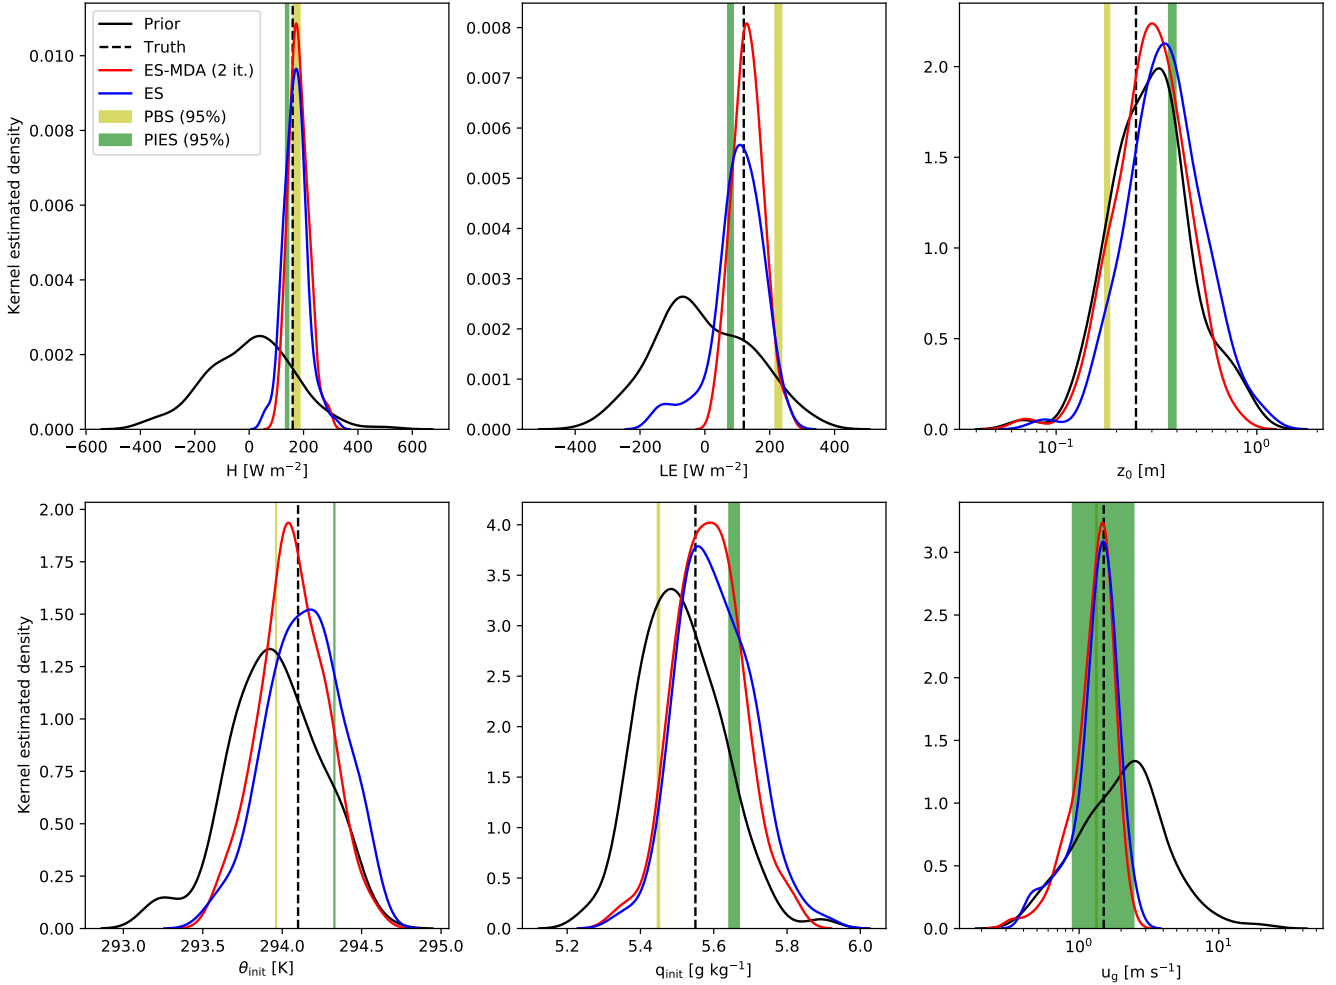 Prior
Truth
ES-MDA (2 it.)
ES
PBS (95%)
PIES (95%)
Kernel estimated density
0.010
0.008
0.006
0.004
0.002
0.000
−600 −400 −200 0 200 400 600
H [W m⁻²]
0.008
0.007
0.006
0.005
0.004
0.003
0.002
0.001
0.000
−400 −200 0 200 400
LE [W m⁻²]
2.0
1.5
1.0
0.5
0.0
10⁻¹ 10⁰
z₀ [m]
Kernel estimated density
2.00
1.75
1.50
1.25
1.00
0.75
0.50
0.25
0.00
293.0 293.5 294.0 294.5 295.0
θinit [K]
4.0
3.5
3.0
2.5
2.0
1.5
1.0
0.5
0.0
5.2 5.4 5.6 5.8 6.0
qinit [g kg⁻¹]
3.0
2.5
2.0
1.5
1.0
0.5
0.0
10⁰ 10¹
ug [m s⁻¹]